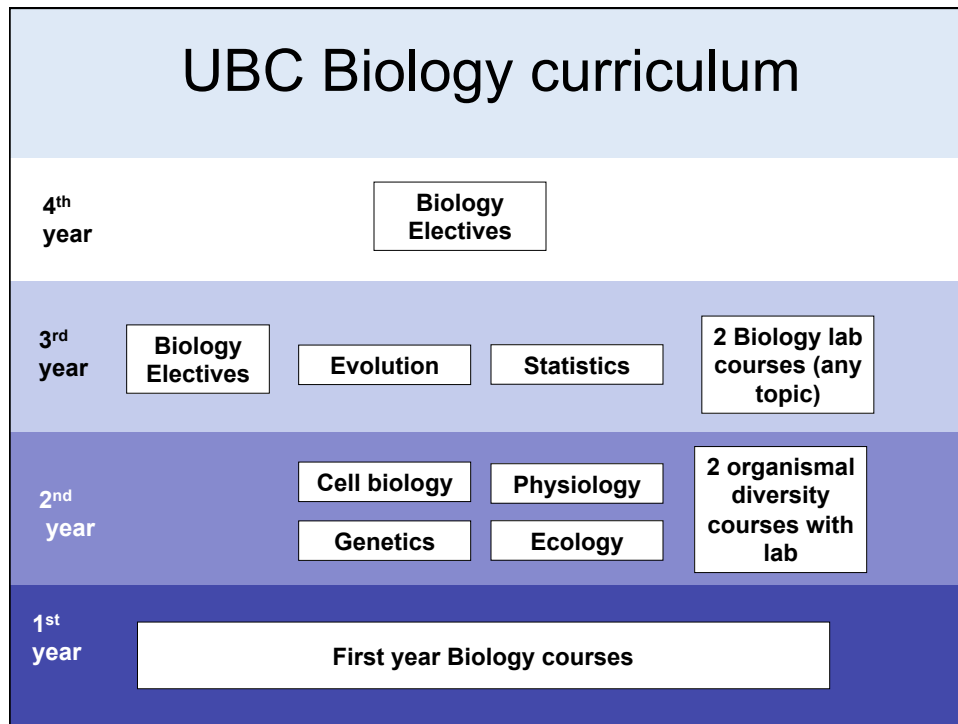 UBC Biology curriculum
4th
year
Biology
Electives
3rd
year
Biology
Electives
Evolution
Statistics
2 Biology lab
courses (any
topic)
2nd
year
Cell biology
Physiology
Genetics
Ecology
2 organismal
diversity
courses with
lab
1st
year
First year Biology courses